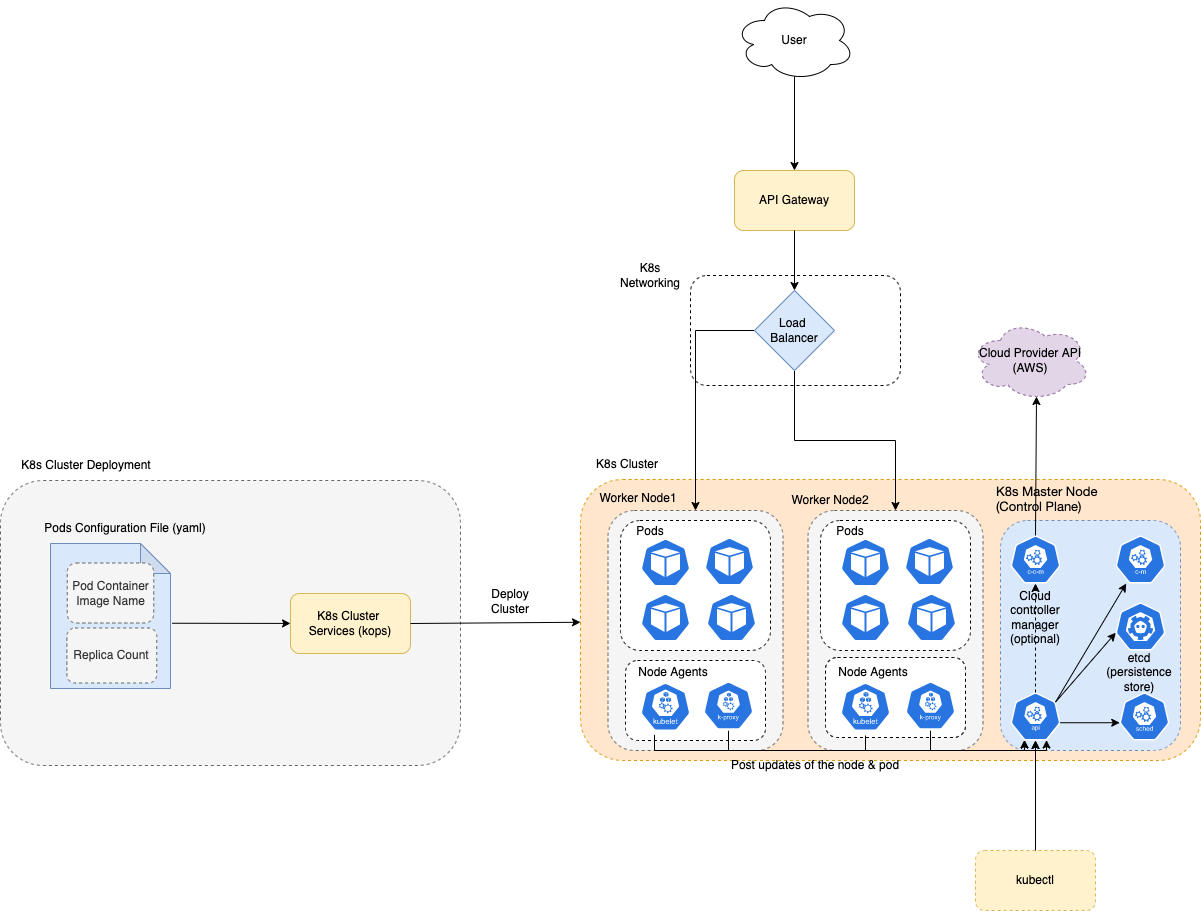 User
API Gateway
K8s
Networking
Load
Balancer
Cloud Provider API
(AWS)
K8s Cluster Deployment
Pods Configuration File (yaml)
Pod Container
Image Name
Replica Count
K8s Cluster
Services (kops)
Deploy
Cluster
K8s Cluster
Worker Node1
Pods
Node Agents
kubelet
k-proxy
Worker Node2
Pods
Node Agents
kubelet
k-proxy
K8s Master Node
(Control Plane)
c-c-m
c-m
Cloud
controller
manager
(optional)
etcd
(persistence
store)
api
sched
Post updates of the node & pod
kubectl